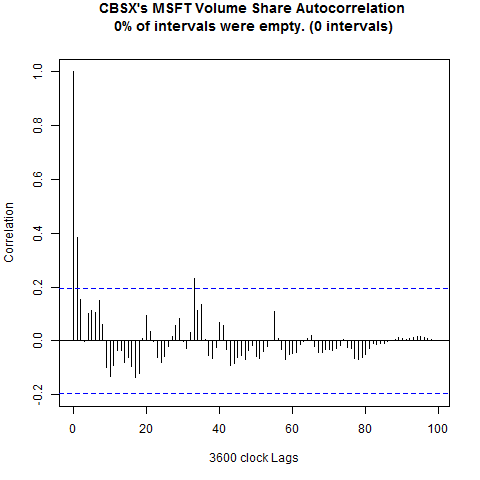 CBSX's MSFT Volume Share Autocorrelation
0% of intervals were empty. (0 intervals)
Correlation
1.0
0.8
0.6
0.4
0.2
0.0
-0.2
0 20 40 60 80 100
3600 clock Lags